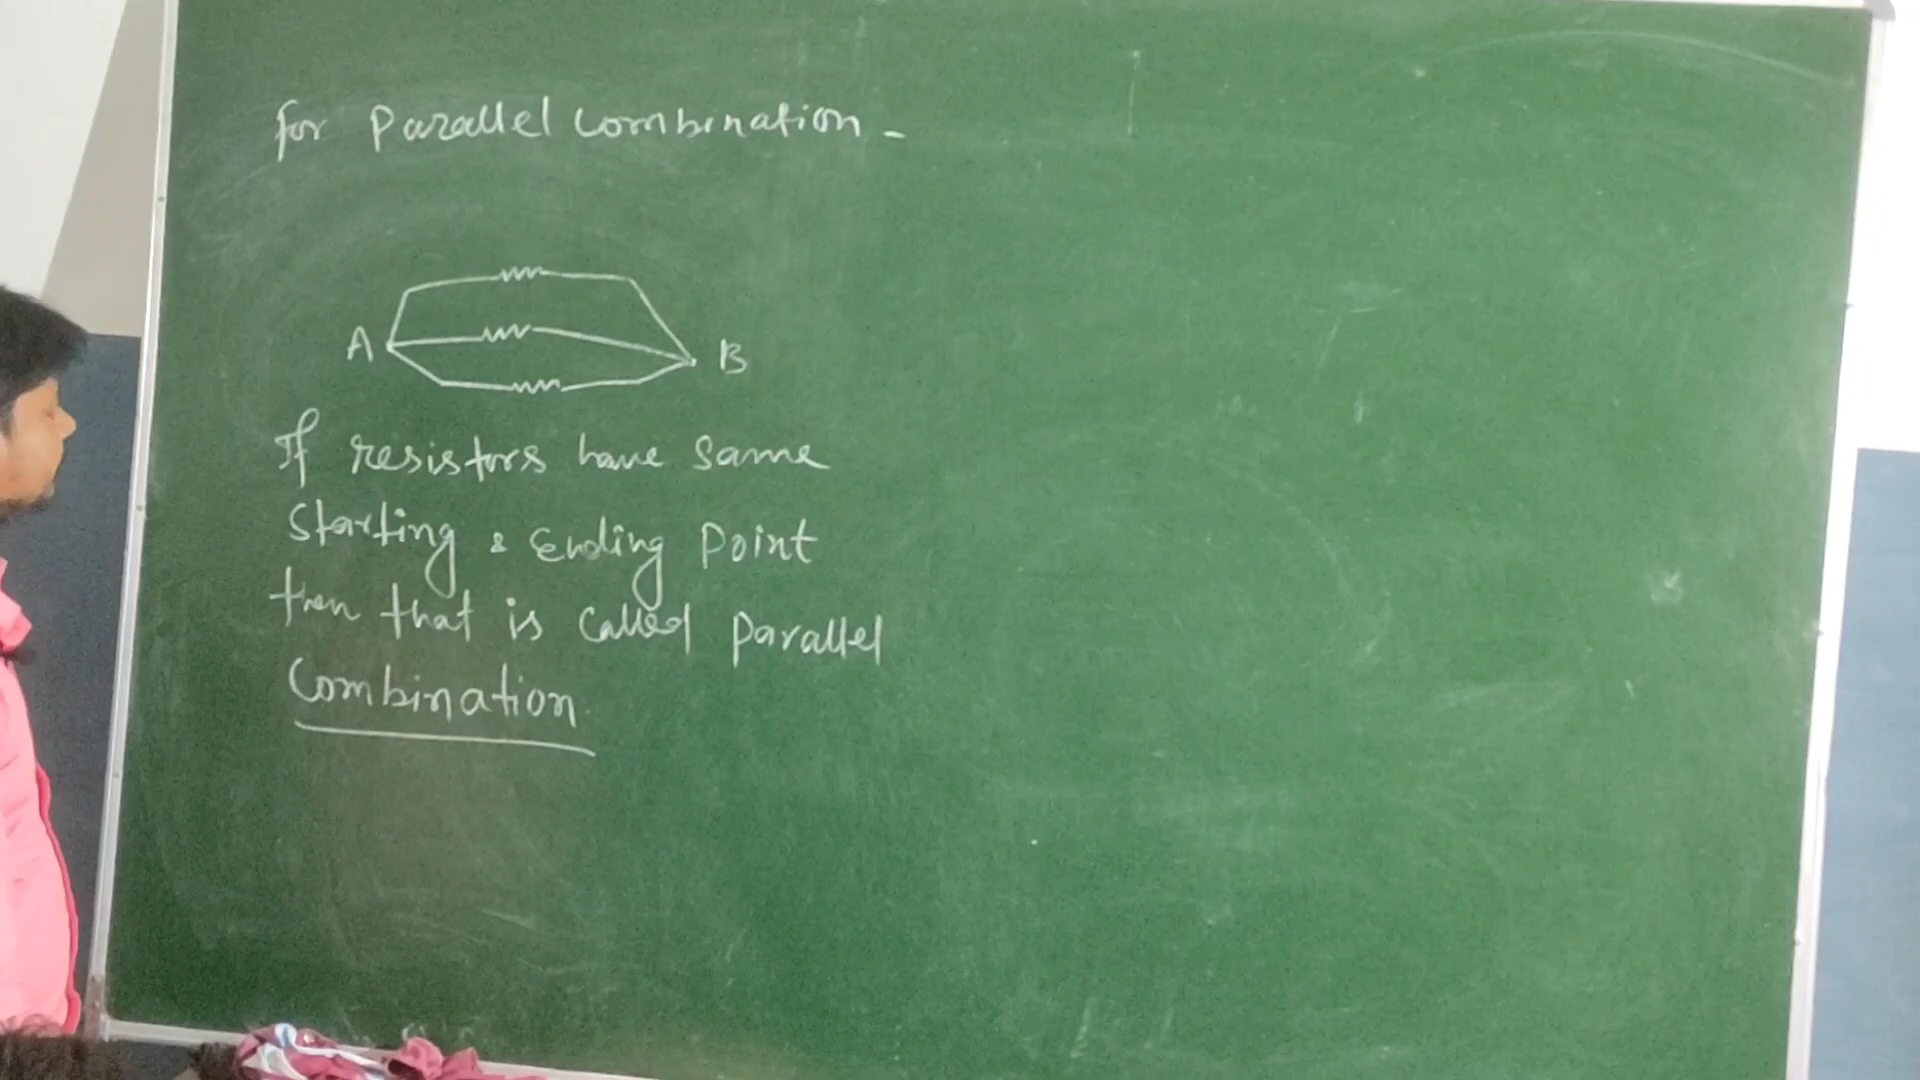 for Parallel Combination -
A
B
If resistors have same
Starting & Ending Point
then that is Called Parallel
Combination.